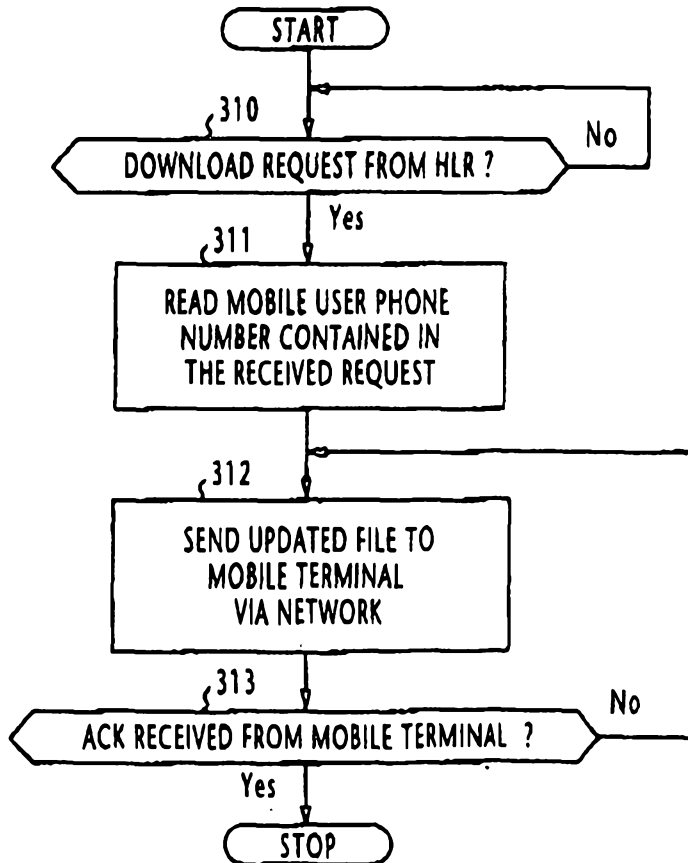 START
310
No
DOWNLOAD REQUEST FROM HLR ?
Yes
311
READ MOBILE USER PHONE
NUMBER CONTAINED IN
THE RECEIVED REQUEST
312
SEND UPDATED FILE TO
MOBILE TERMINAL
VIA NETWORK
313
No
ACK RECEIVED FROM MOBILE TERMINAL ?
Yes
STOP